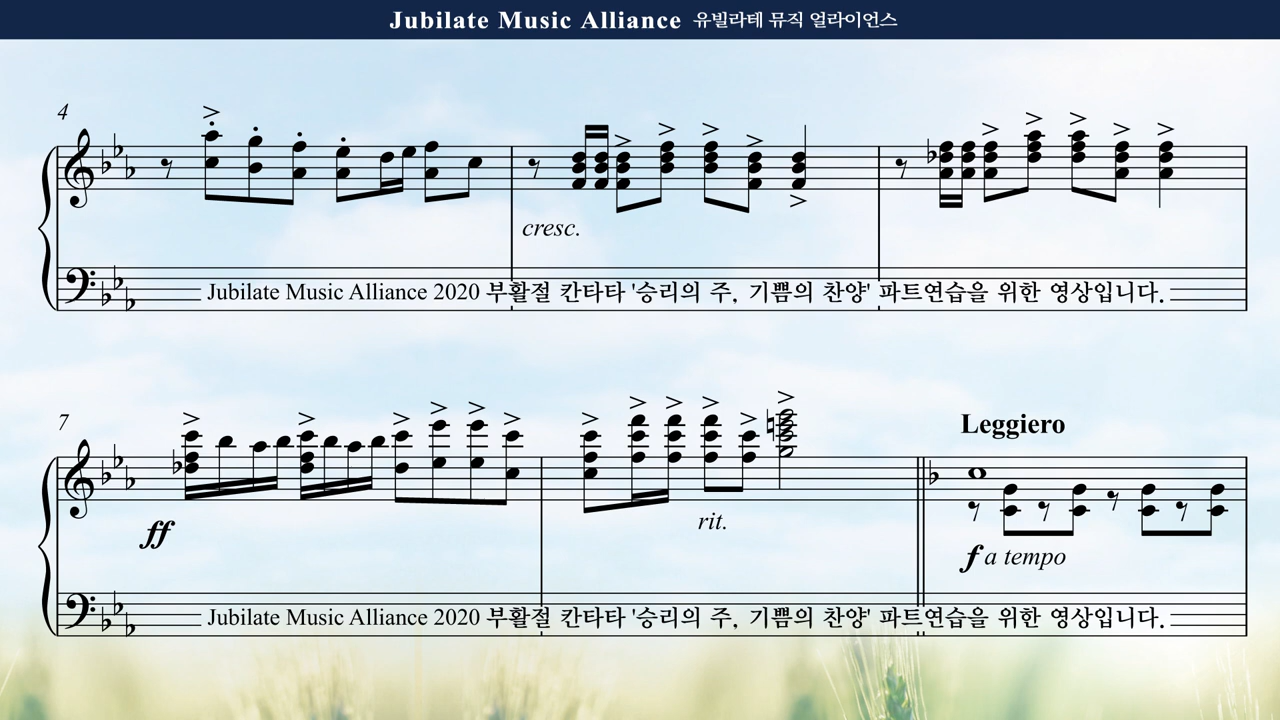 Jubilate Music Alliance 유빌라테 뮤직 얼라이언스
4
cresc.
Jubilate Music Alliance 2020 부활절 칸타타 '승리의 주, 기쁨의 찬양' 파트연습을 위한 영상입니다.
7
Leggiero
ff
rit.
f a tempo
Jubilate Music Alliance 2020 부활절 칸타타 '승리의 주, 기쁨의 찬양' 파트연습을 위한 영상입니다.